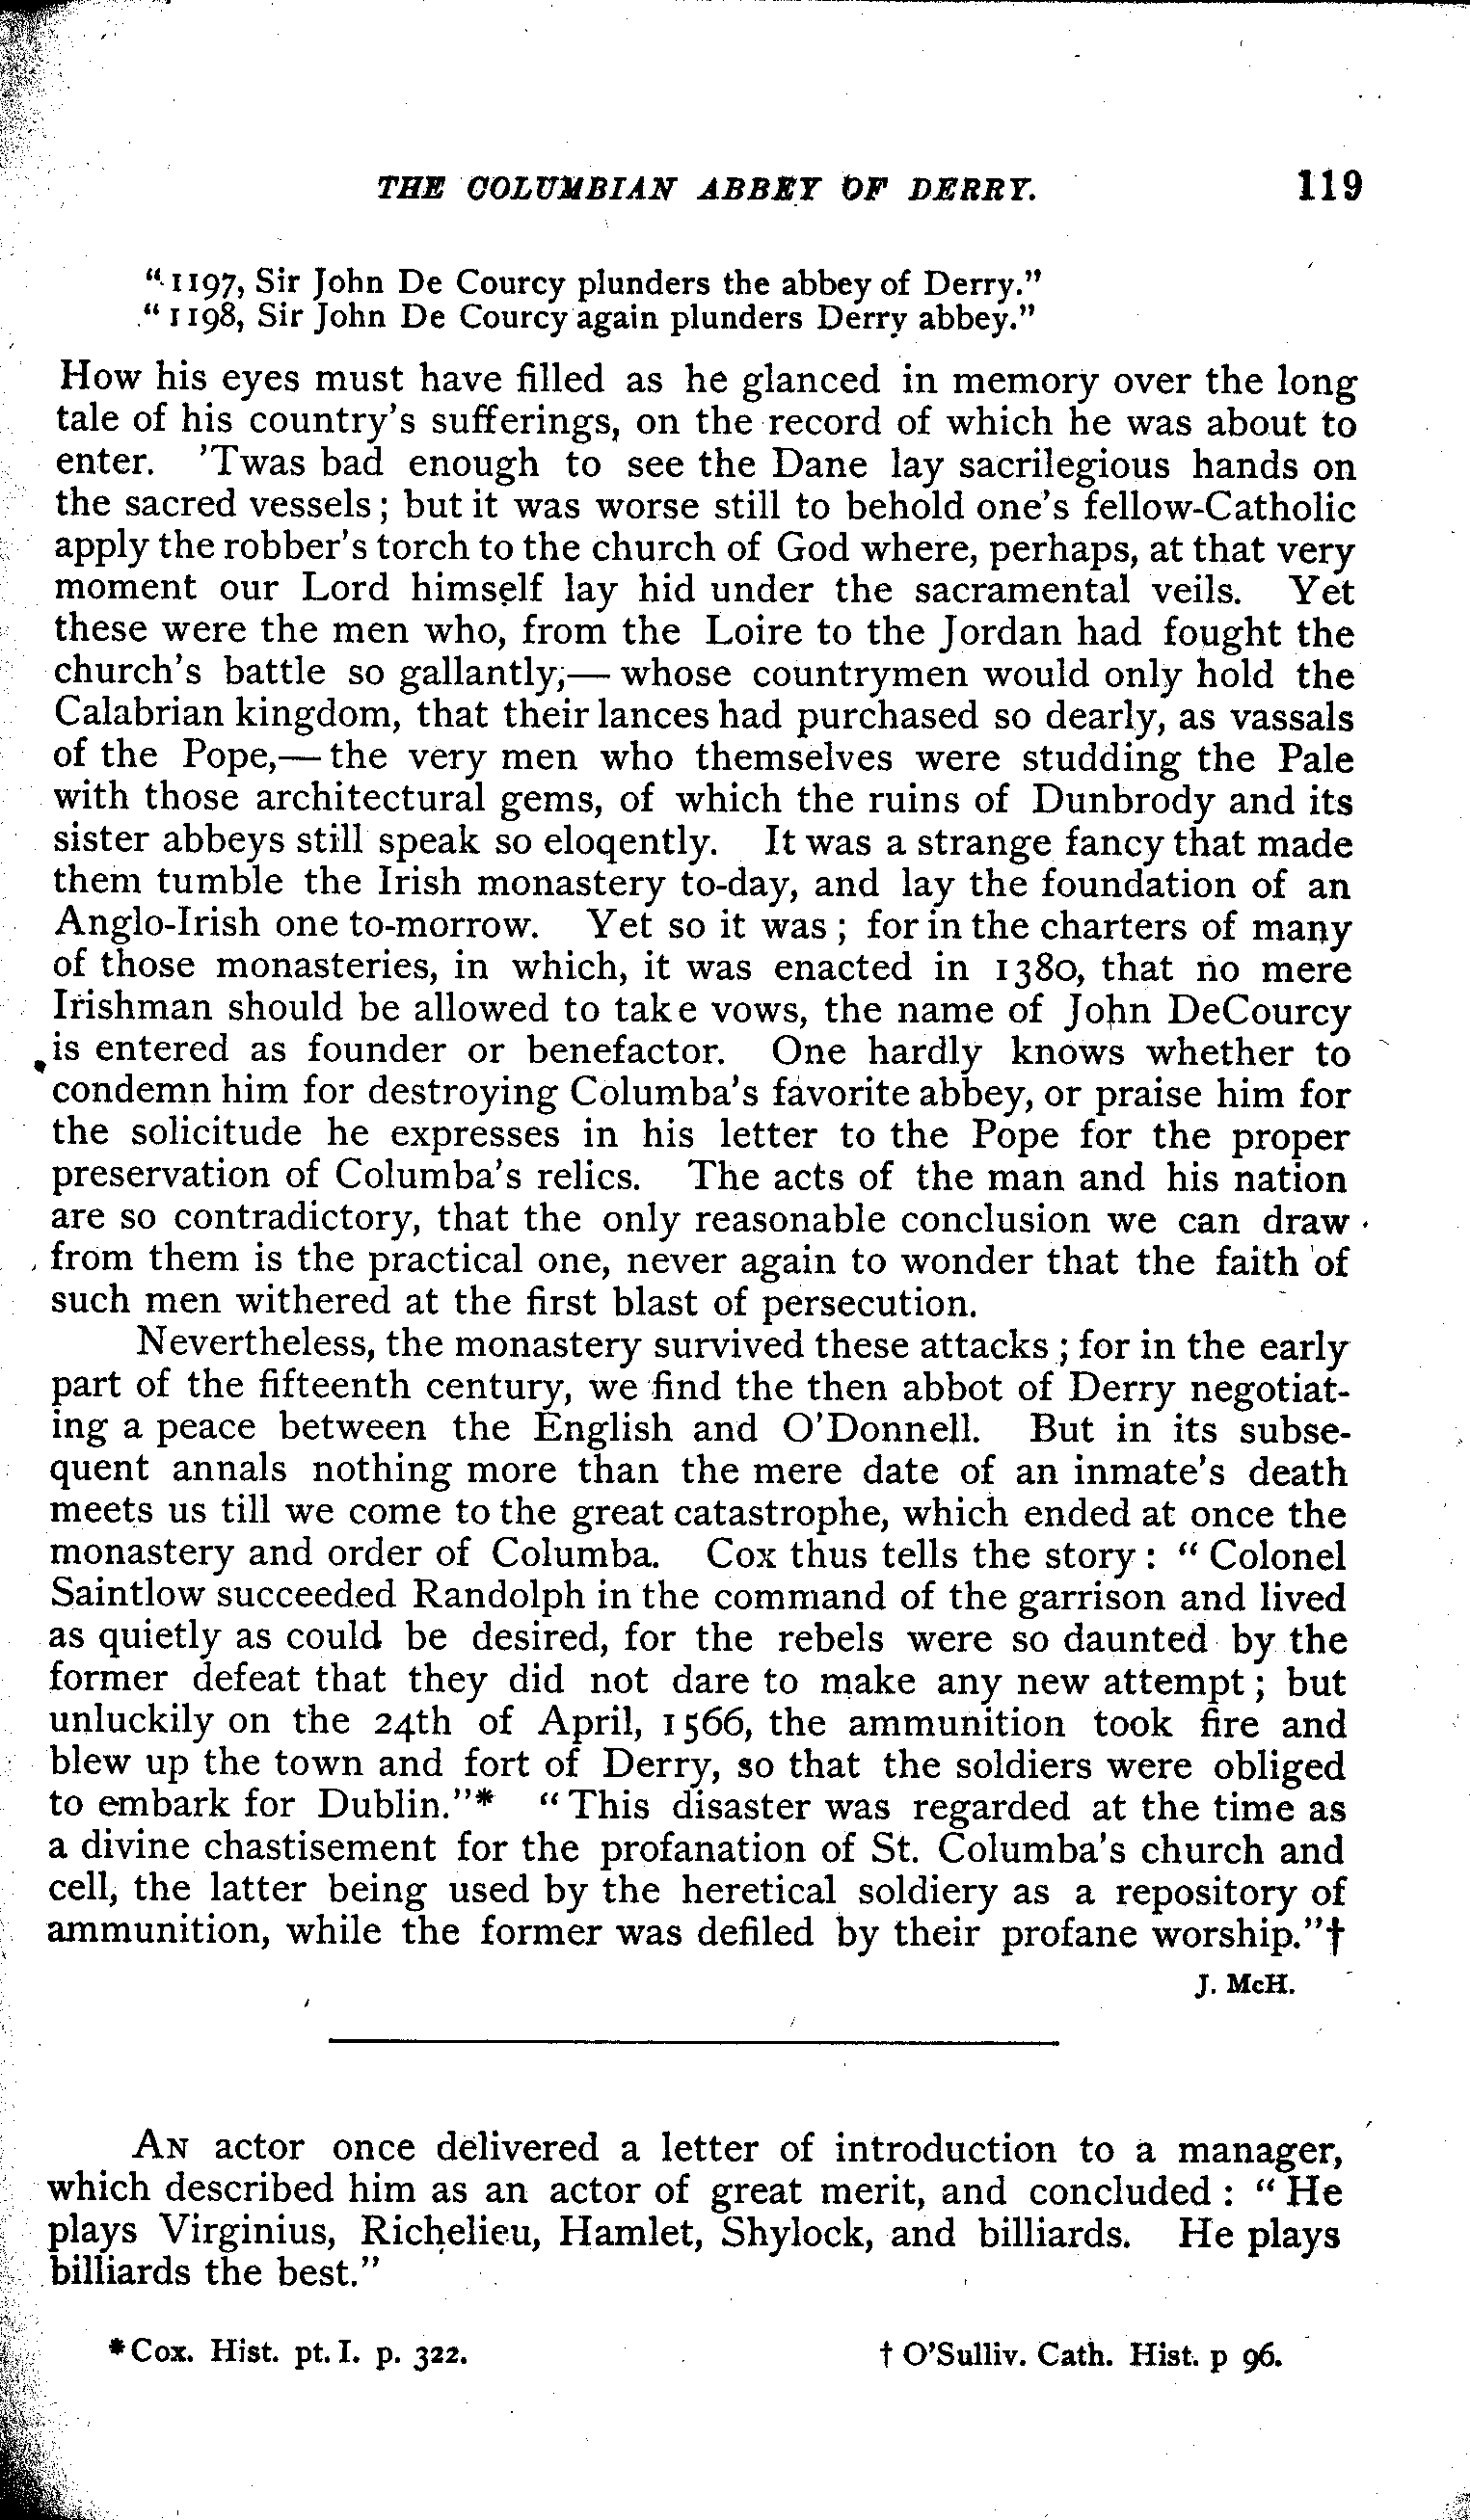 THE COLUMBIAN ABBEY OF DERRY. 119
"1197, Sir John De Courcy plunders the abbey of Derry."
"1198, Sir John De Courcy again plunders Derry abbey."
How his eyes must have filled as he glanced in memory over the long
tale of his country's sufferings, on the record of which he was about to
enter. 'Twas bad enough to see the Dane lay sacrilegious hands on
the sacred vessels; but it was worse still to behold one's fellow-Catholic
apply the robber's torch to the church of God where, perhaps, at that very
moment our Lord himself lay hid under the sacramental veils. Yet
these were the men who, from the Loire to the Jordan had fought the
church's battle so gallantly;— whose countrymen would only hold the
Calabrian kingdom, that their lances had purchased so dearly, as vassals
of the Pope,— the very men who themselves were studding the Pale
with those architectural gems, of which the ruins of Dunbrody and its
sister abbeys still speak so eloqently. It was a strange fancy that made
them tumble the Irish monastery to-day, and lay the foundation of an
Anglo-Irish one to-morrow. Yet so it was; for in the charters of many
of those monasteries, in which, it was enacted in 1380, that no mere
Irishman should be allowed to take vows, the name of John DeCourcy
is entered as founder or benefactor. One hardly knows whether to
condemn him for destroying Columba's favorite abbey, or praise him for
the solicitude he expresses in his letter to the Pope for the proper
preservation of Columba's relics. The acts of the man and his nation
are so contradictory, that the only reasonable conclusion we can draw
from them is the practical one, never again to wonder that the faith of
such men withered at the first blast of persecution.
Nevertheless, the monastery survived these attacks; for in the early
part of the fifteenth century, we find the then abbot of Derry negotiat-
ing a peace between the English and O'Donnell. But in its subse-
quent annals nothing more than the mere date of an inmate's death
meets us till we come to the great catastrophe, which ended at once the
monastery and order of Columba. Cox thus tells the story: "Colonel
Saintlow succeeded Randolph in the command of the garrison and lived
as quietly as could be desired, for the rebels were so daunted by the
former defeat that they did not dare to make any new attempt; but
unluckily on the 24th of April, 1566, the ammunition took fire and
blew up the town and fort of Derry, so that the soldiers were obliged
to embark for Dublin."* "This disaster was regarded at the time as
a divine chastisement for the profanation of St. Columba's church and
cell, the latter being used by the heretical soldiery as a repository of
ammunition, while the former was defiled by their profane worship."†
J. McH.
AN actor once delivered a letter of introduction to a manager,
which described him as an actor of great merit, and concluded: "He
plays Virginius, Richelieu, Hamlet, Shylock, and billiards. He plays
billiards the best."
*Cox. Hist. pt. I. p. 322. † O'Sulliv. Cath. Hist. p 96.